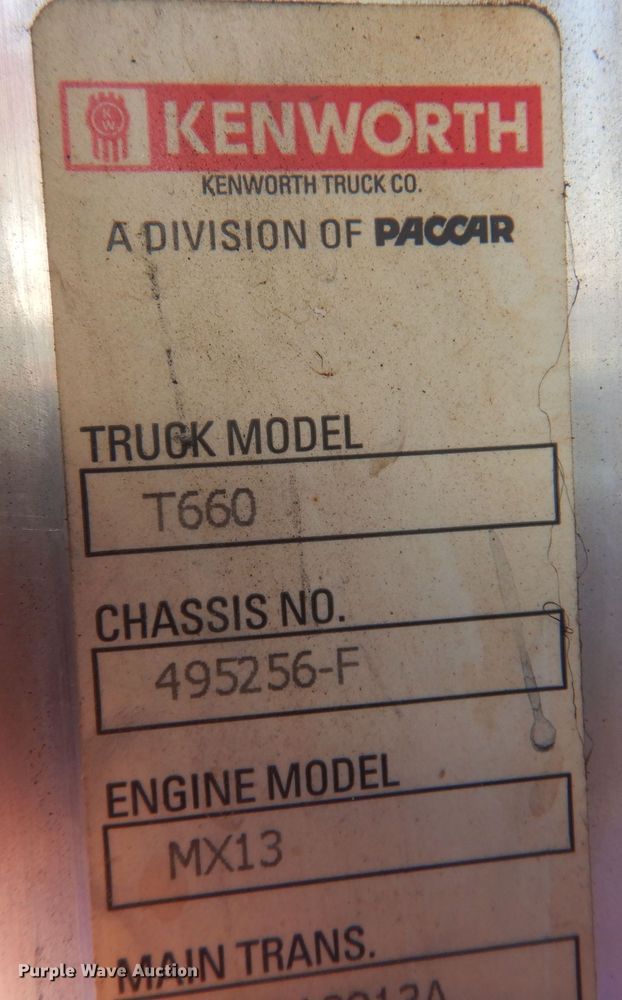 KW
KENWORTH
KENWORTH TRUCK CO.
A DIVISION OF PACCAR
TRUCK MODEL
T660
CHASSIS NO.
495256-F
ENGINE MODEL
MX13
MAIN TRANS.
Purple Wave Auction